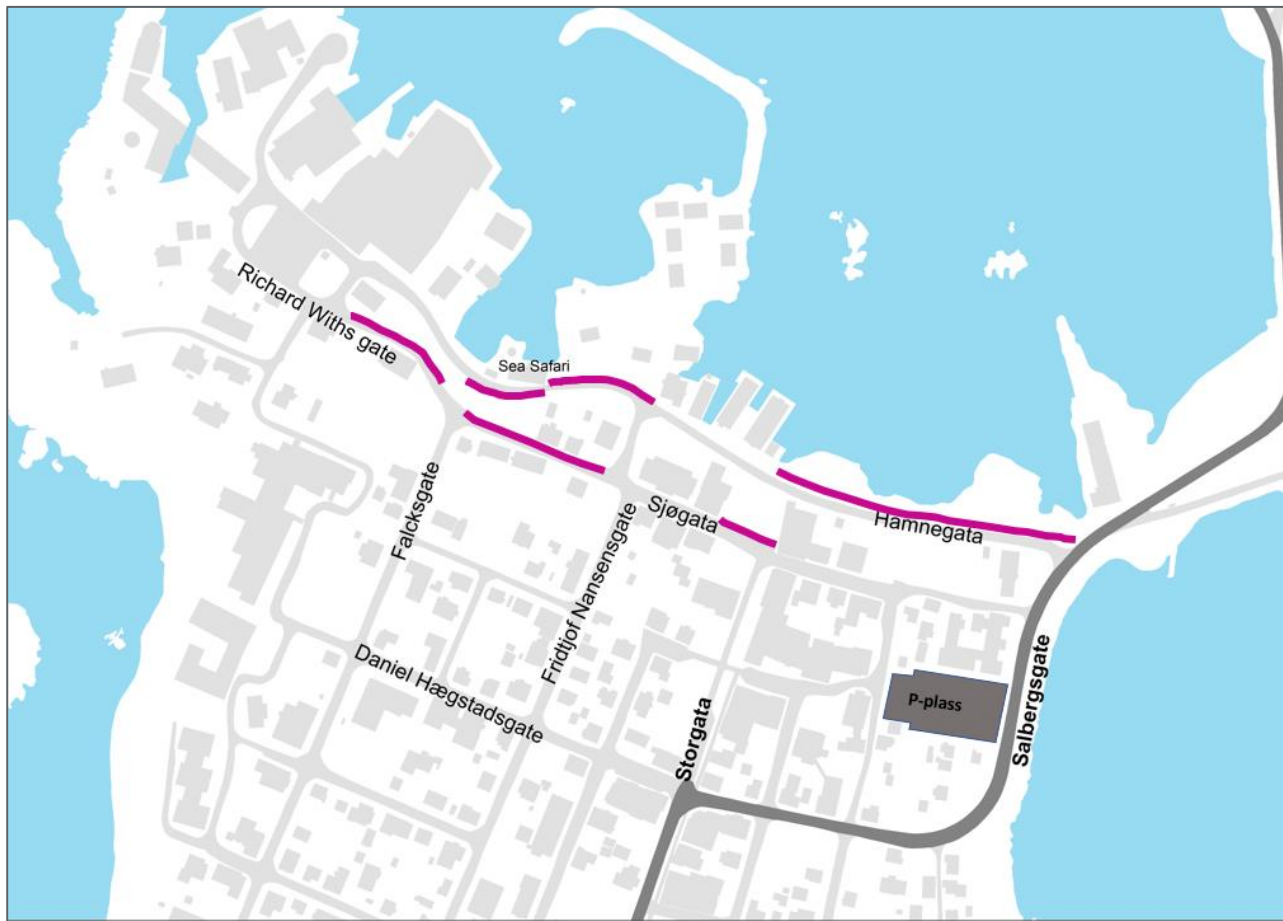 Richard Withs gate
Sea Safari
Hamnegata
Sjøgata
Falcksgate
Fridtjof Nansensgate
Daniel Hægstadsgate
Storgata
P-plass
Salbergsgate